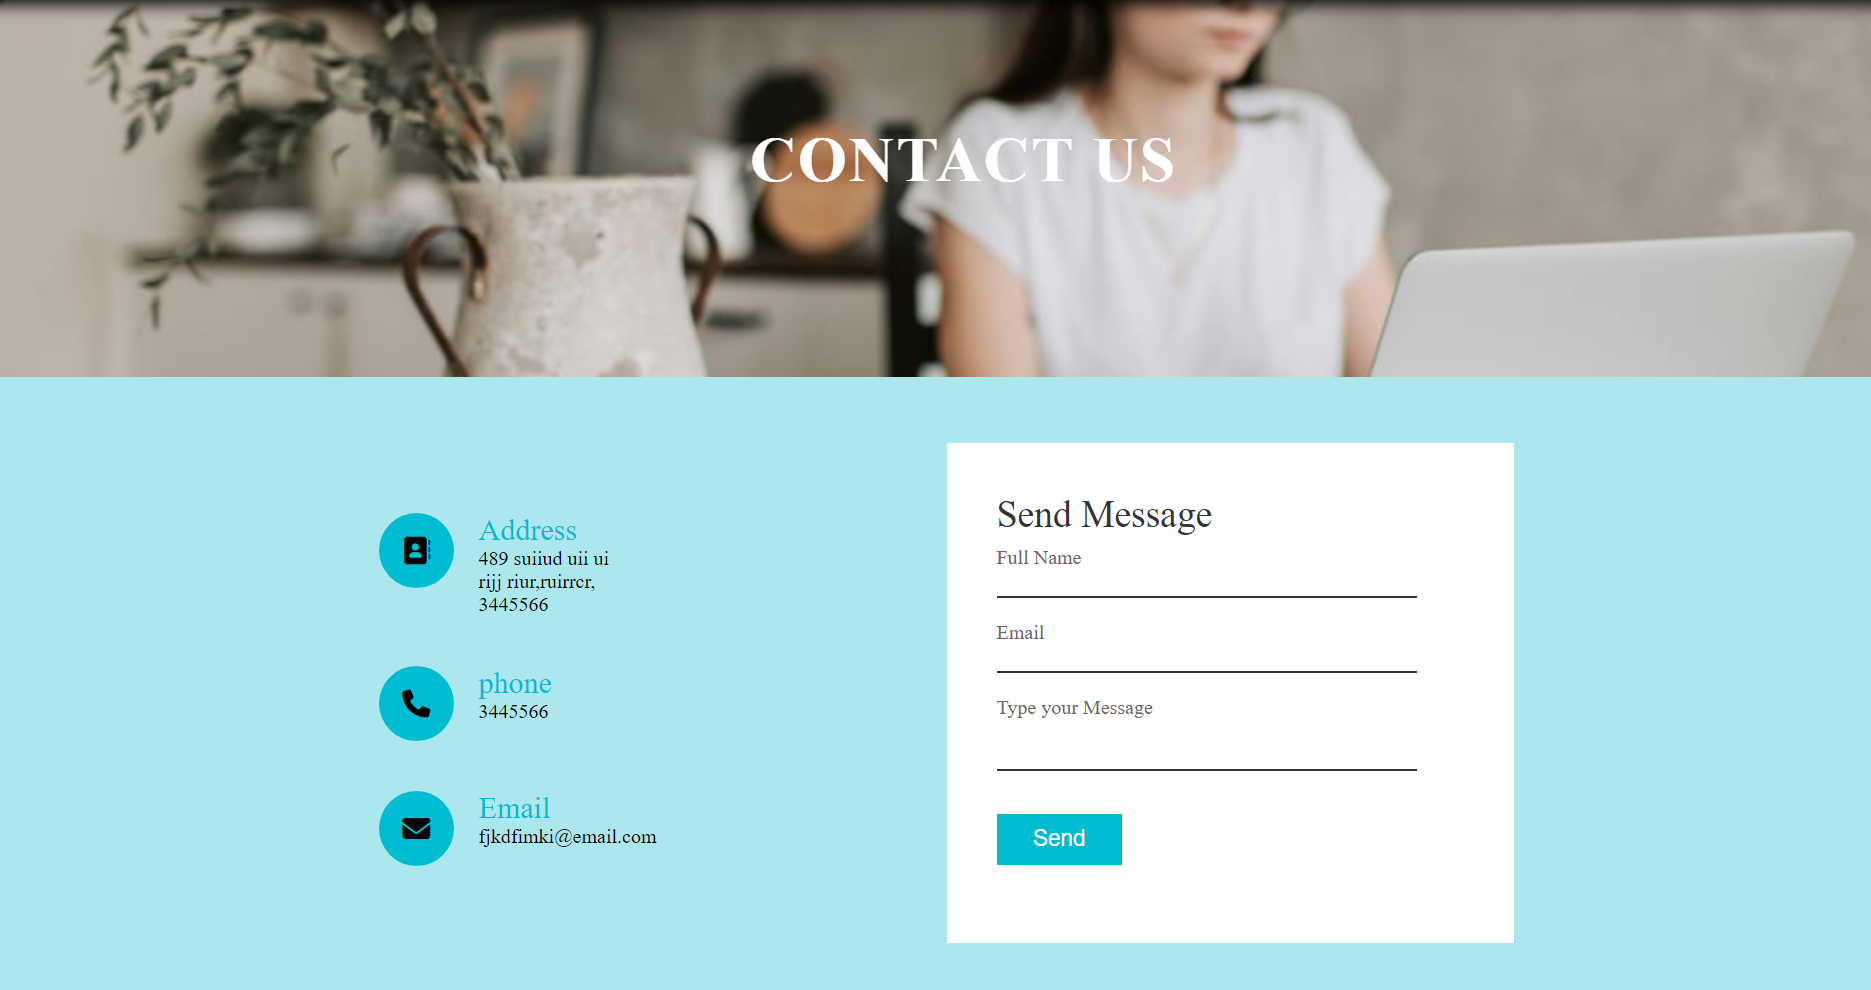 CONTACT US
Address
489 suiiud uii ui
rijj riur,ruirrcr,
3445566
phone
3445566
Email
fjkdfimki@email.com
Send Message
Full Name
Email
Type your Message
Send